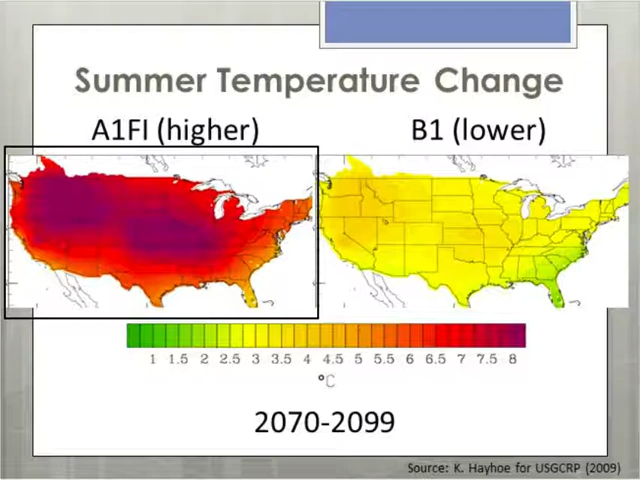 Summer Temperature Change
A1FI (higher)
B1 (lower)
1 1.5 2 2.5 3 3.5 4 4.5 5 5.5 6 6.5 7 7.5 8
°C
2070-2099
Source: K. Hayhoe for USGCRP (2009)